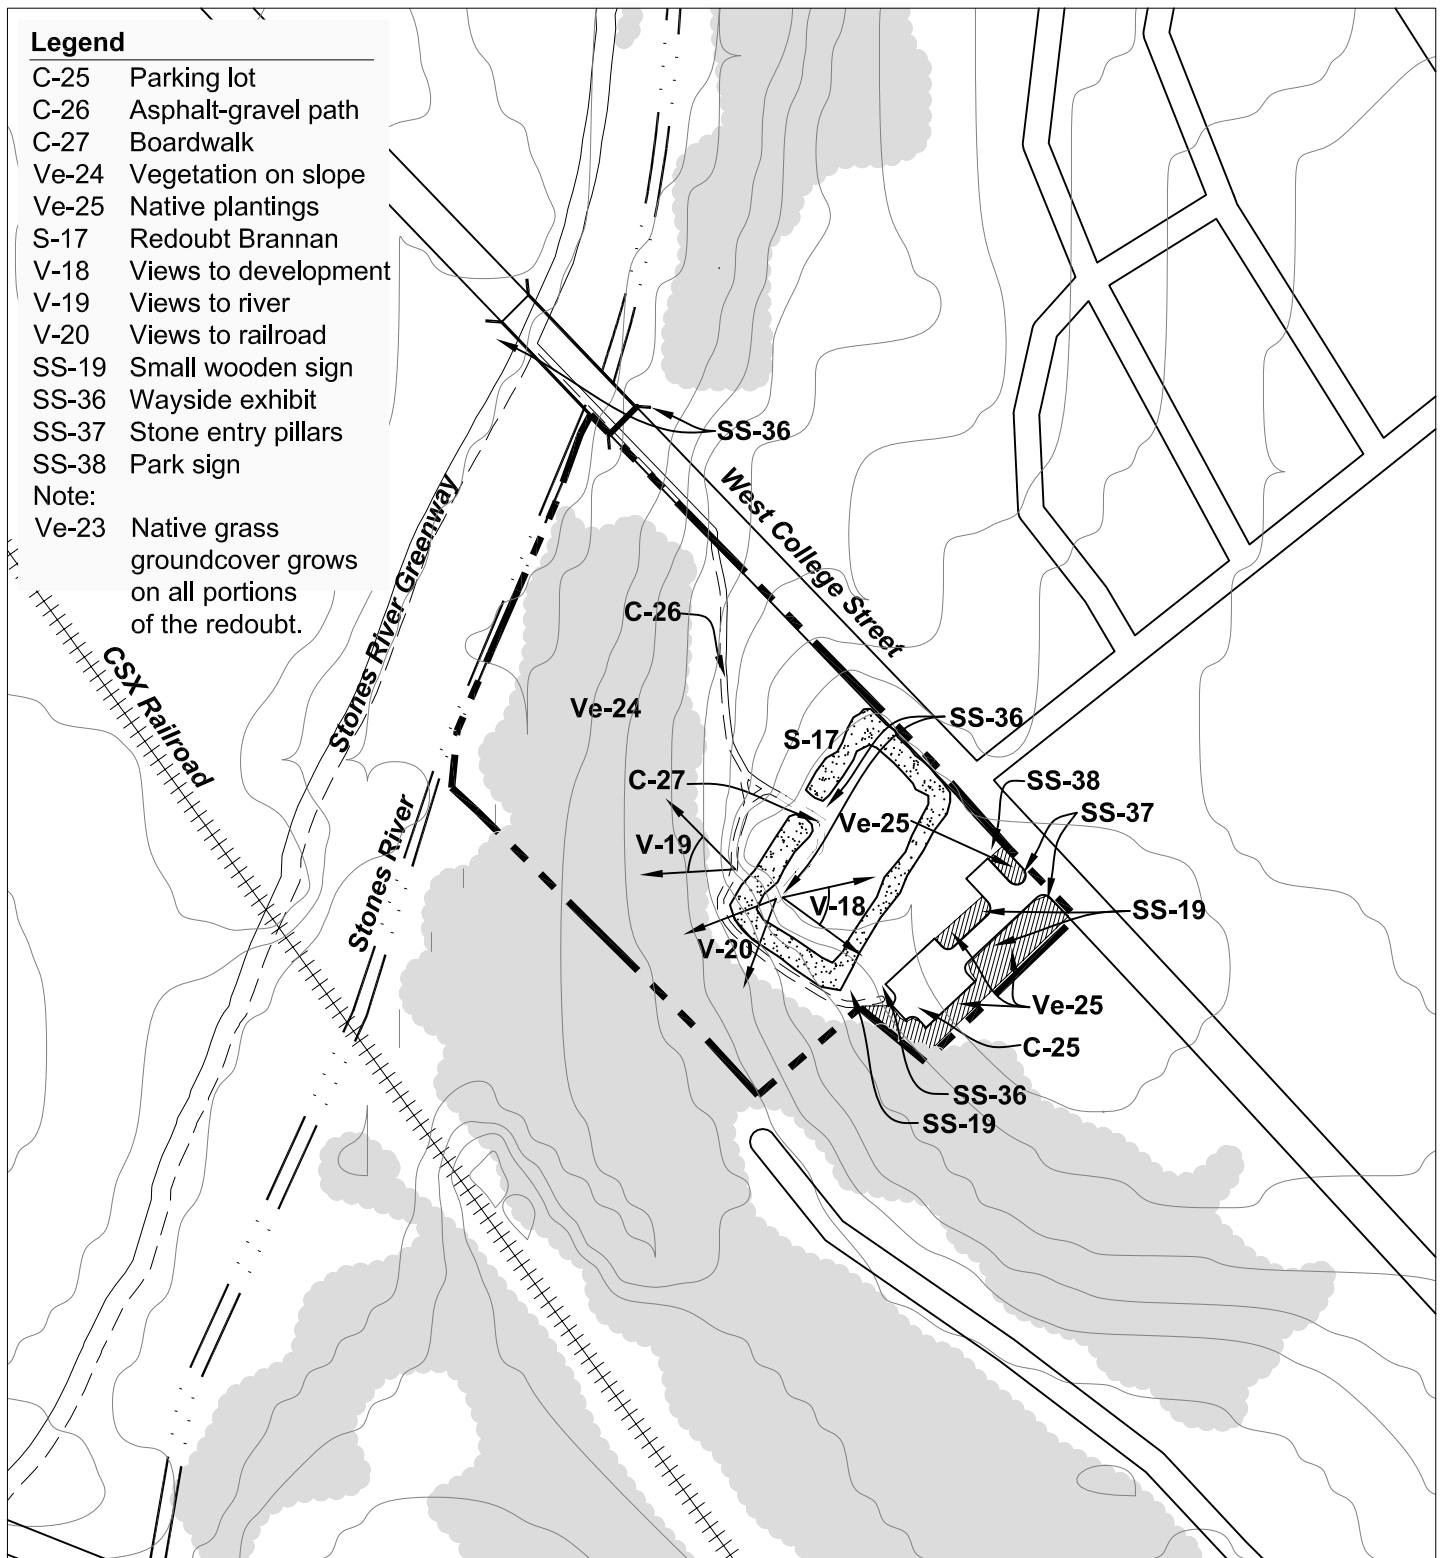 Legend
C-25 Parking lot
C-26 Asphalt-gravel path
C-27 Boardwalk
Ve-24 Vegetation on slope
Ve-25 Native plantings
S-17 Redoubt Brannan
V-18 Views to development
V-19 Views to river
V-20 Views to railroad
SS-19 Small wooden sign
SS-36 Wayside exhibit
SS-37 Stone entry pillars
SS-38 Park sign
Note:
Ve-23 Native grass
groundcover grows
on all portions
of the redoubt.
SS-36
West College Street
Stones River Greenway
C-26
CSX Railroad
Ve-24
SS-36
S-17
C-27
SS-38
SS-37
Ve-25
V-19
Stones River
V-18
SS-19
V-20
Ve-25
C-25
SS-36
SS-19